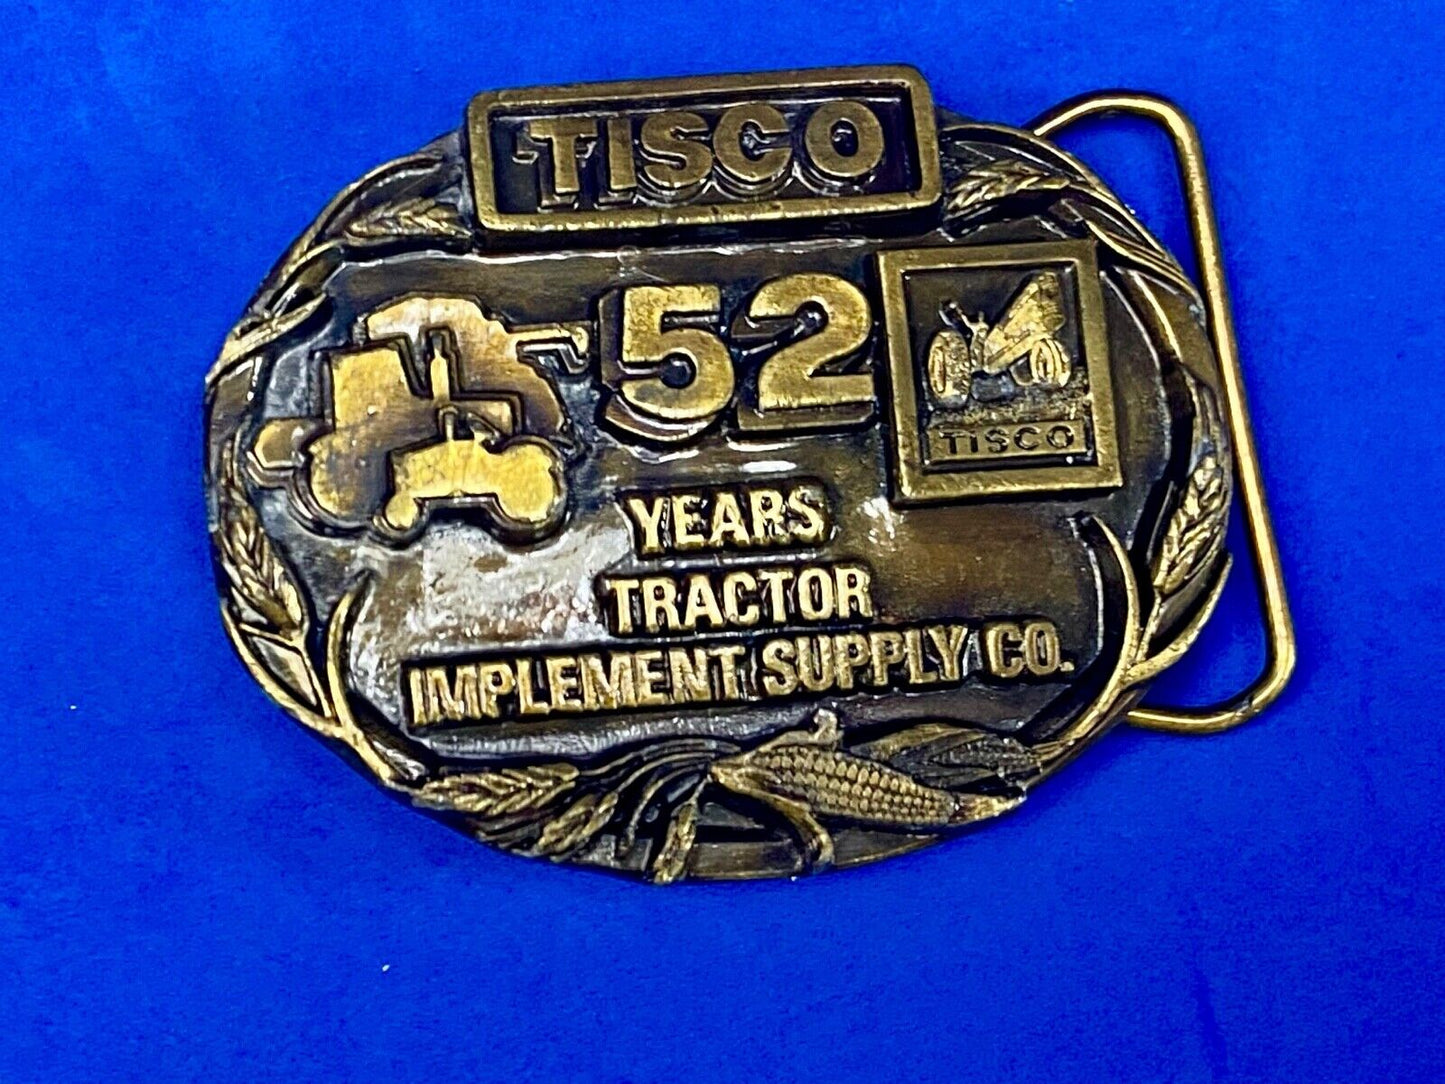 TISCO
52
TISCO
YEARS
TRACTOR
IMPLEMENT SUPPLY CO.